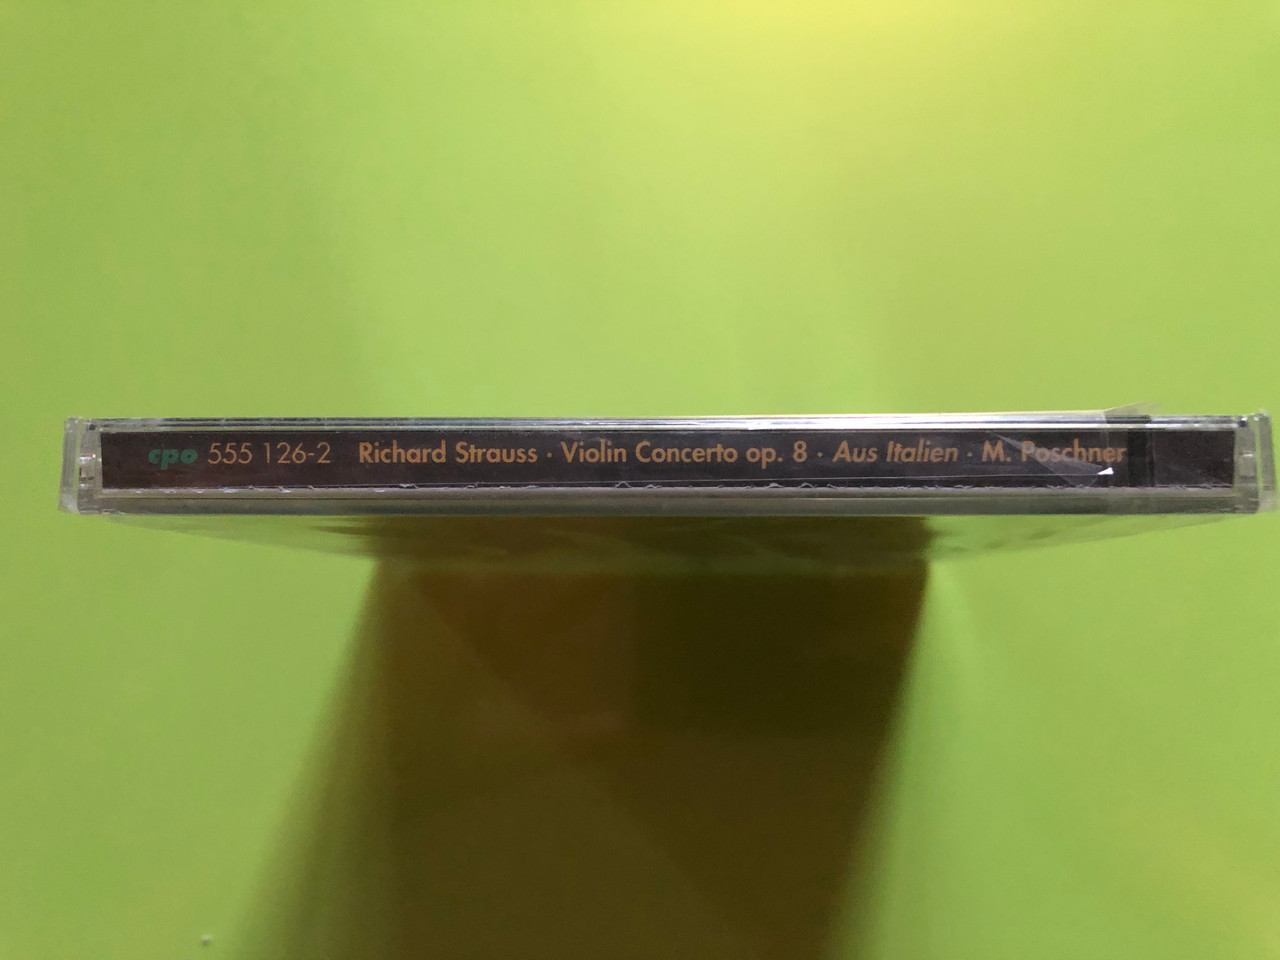 cpo 555 126-2 Richard Strauss · Violin Concerto op. 8 · Aus Italien · M. Poschner